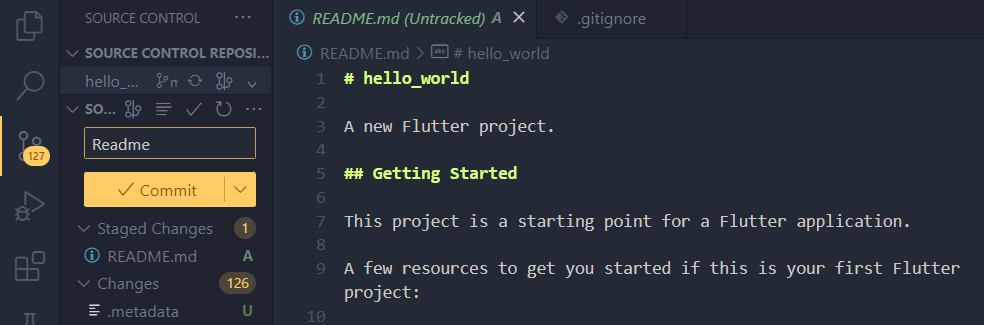 SOURCE CONTROL
SOURCE CONTROL REPOSI...
hello_...
SO...
Readme
Commit
Staged Changes 1
README.md A
Changes 126
.metadata U
127
README.md (Untracked) A
.gitignore
README.md > # hello_world
1 # hello_world
2
3 A new Flutter project.
4
5 ## Getting Started
6
7 This project is a starting point for a Flutter application.
8
9 A few resources to get you started if this is your first Flutter
project:
10